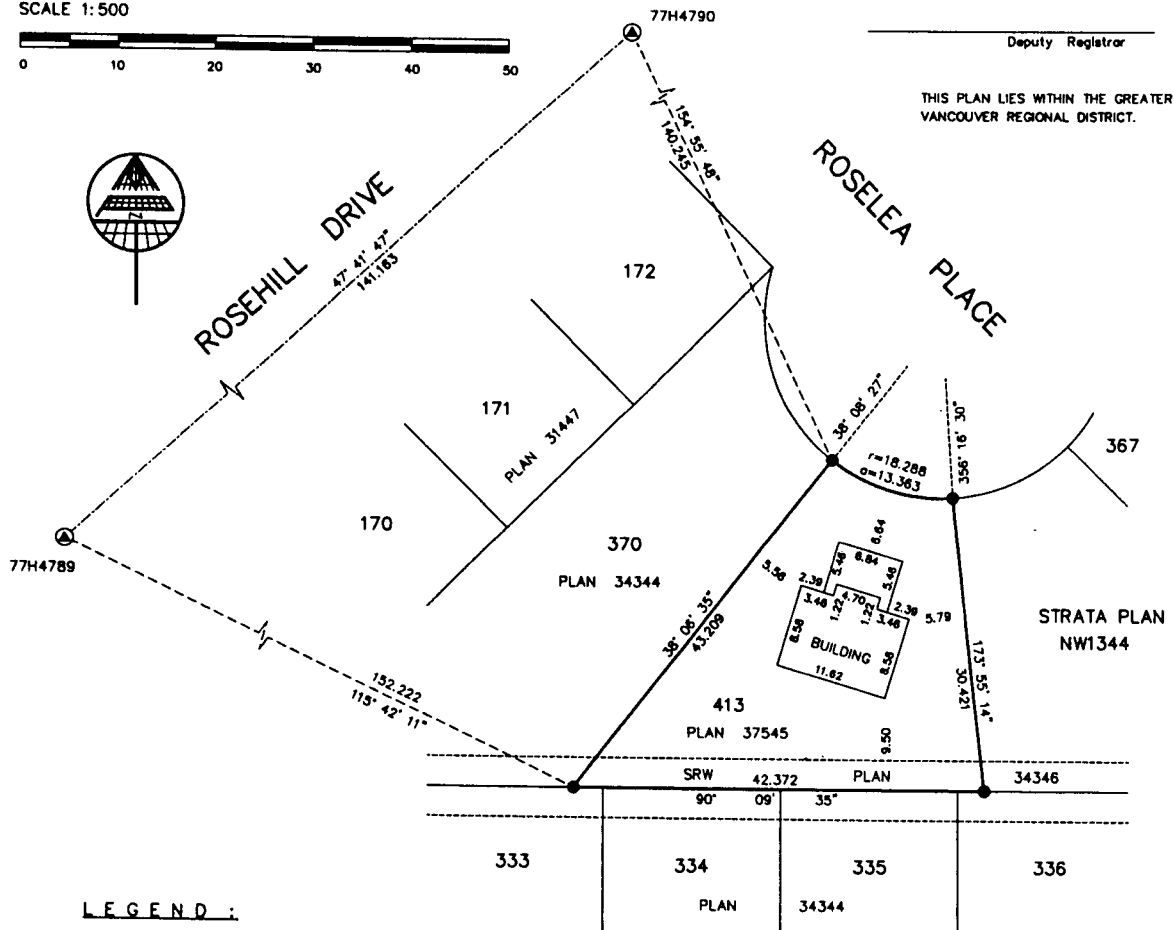 SCALE 1:500
0 10 20 30 40 50
77H4790
Deputy Registrar
THIS PLAN LIES WITHIN THE GREATER
VANCOUVER REGIONAL DISTRICT.
154° 55' 48"
140.245
ROSELEA PLACE
ROSEHILL DRIVE
47° 41' 47"
141.163
172
171
PLAN 31447
170
77H4789
38° 08' 27"
356° 16' 30"
r=18.288
a=13.363
367
370
PLAN 34344
38° 06' 35"
43.209
6.64
6.84
5.46
5.46
5.56
2.39
3.46
4.70
1.22
1.22
2.39
3.46
5.79
8.58
BUILDING
8.58
11.62
STRATA PLAN
NW1344
173° 55' 14"
30.421
152.222
115° 42' 11"
413
PLAN 37545
9.50
SRW 42.372 PLAN 34346
90° 09' 35"
333
334
335
336
PLAN 34344
LEGEND :